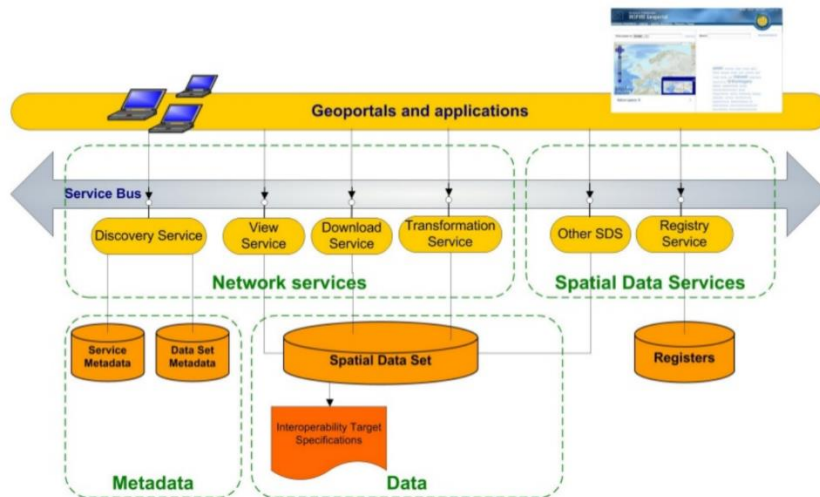 Geoportals and applications
Service Bus
Discovery Service
View
Service
Download
Service
Transformation
Service
Other SDS
Registry
Service
Network services
Spatial Data Services
Service
Metadata
Data Set
Metadata
Spatial Data Set
Registers
Interoperability Target
Specifications
Metadata
Data